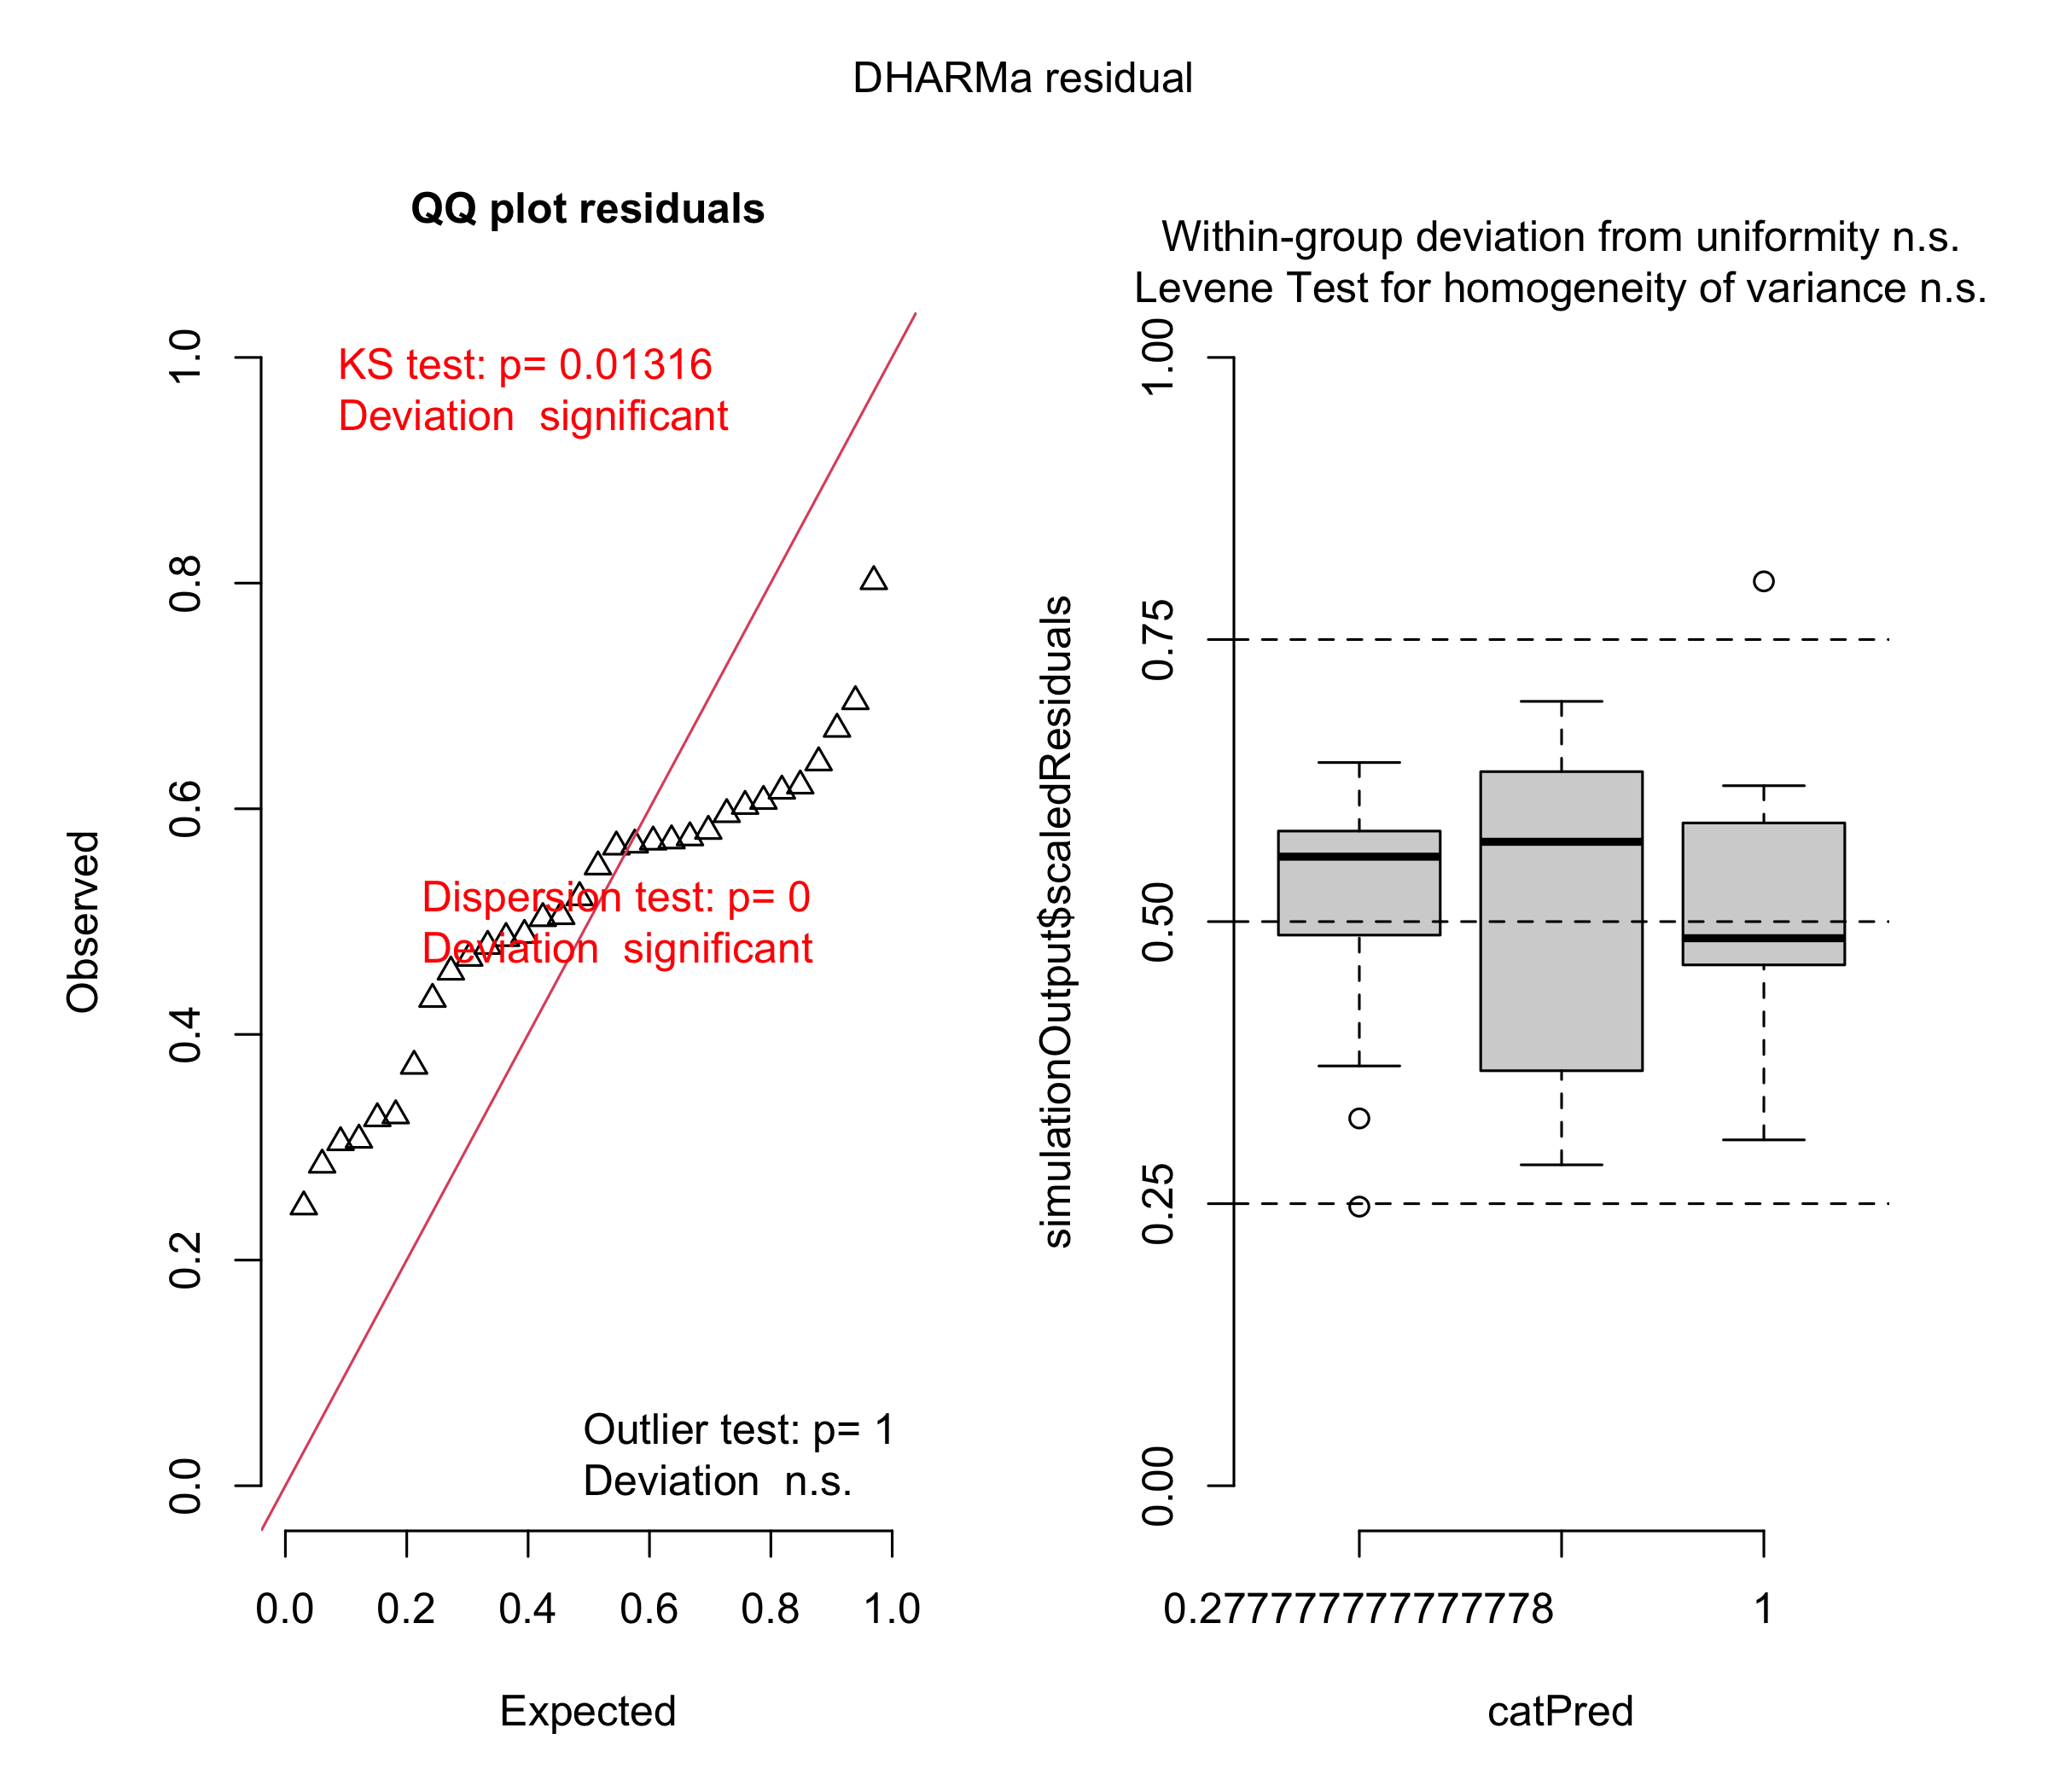 DHARMa residual
QQ plot residuals
KS test: p= 0.01316
Deviation  significant
Dispersion test: p= 0
Deviation  significant
Outlier test: p= 1
Deviation  n.s.
Observed
1.0
0.8
0.6
0.4
0.2
0.0
0.0 0.2 0.4 0.6 0.8 1.0
Expected
Within-group deviation from uniformity n.s.
Levene Test for homogeneity of variance n.s.
simulationOutput$scaledResiduals
1.00
0.75
0.50
0.25
0.00
0.277777777777778 1
catPred